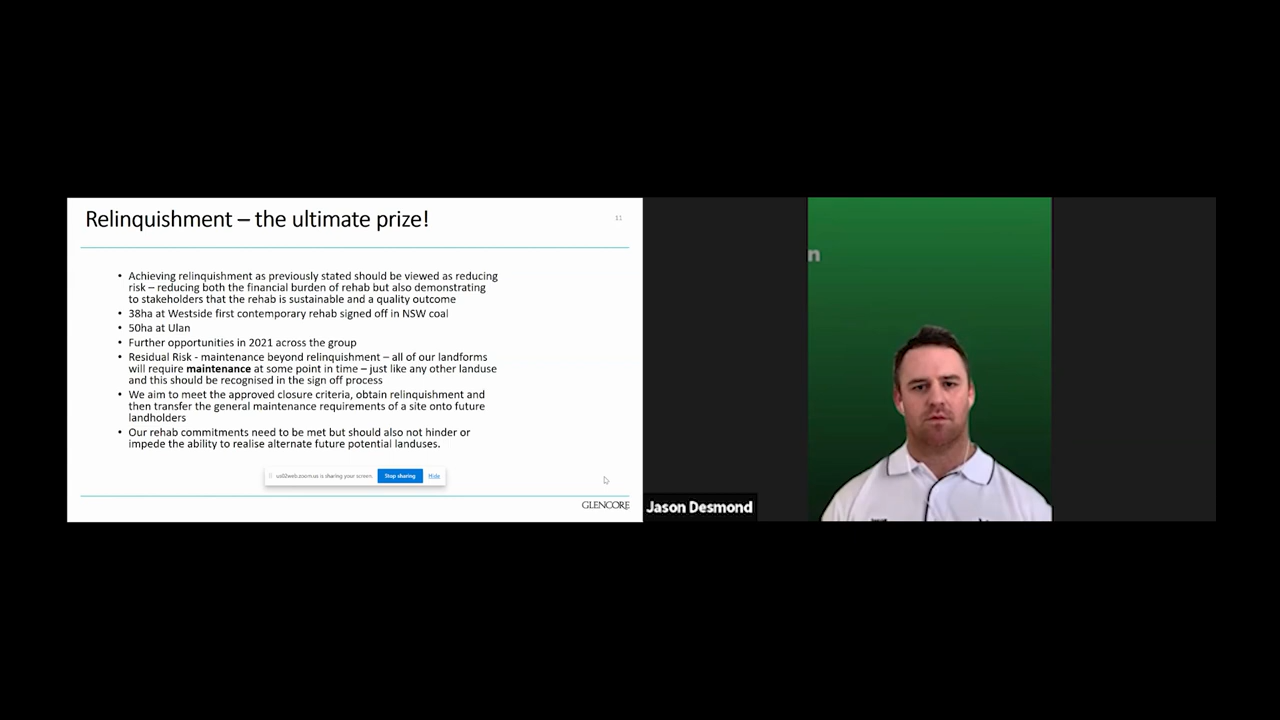 Relinquishment – the ultimate prize!
11
• Achieving relinquishment as previously stated should be viewed as reducing
risk – reducing both the financial burden of rehab but also demonstrating
to stakeholders that the rehab is sustainable and a quality outcome
• 38ha at Westside first contemporary rehab signed off in NSW coal
• 50ha at Ulan
• Further opportunities in 2021 across the group
• Residual Risk - maintenance beyond relinquishment – all of our landforms
will require maintenance at some point in time – just like any other landuse
and this should be recognised in the sign off process
• We aim to meet the approved closure criteria, obtain relinquishment and
then transfer the general maintenance requirements of a site onto future
landholders
• Our rehab commitments need to be met but should also not hinder or
impede the ability to realise alternate future potential landuses.
is sharing your screen. Stop sharing Hide
GLENCORE
n
Jason Desmond